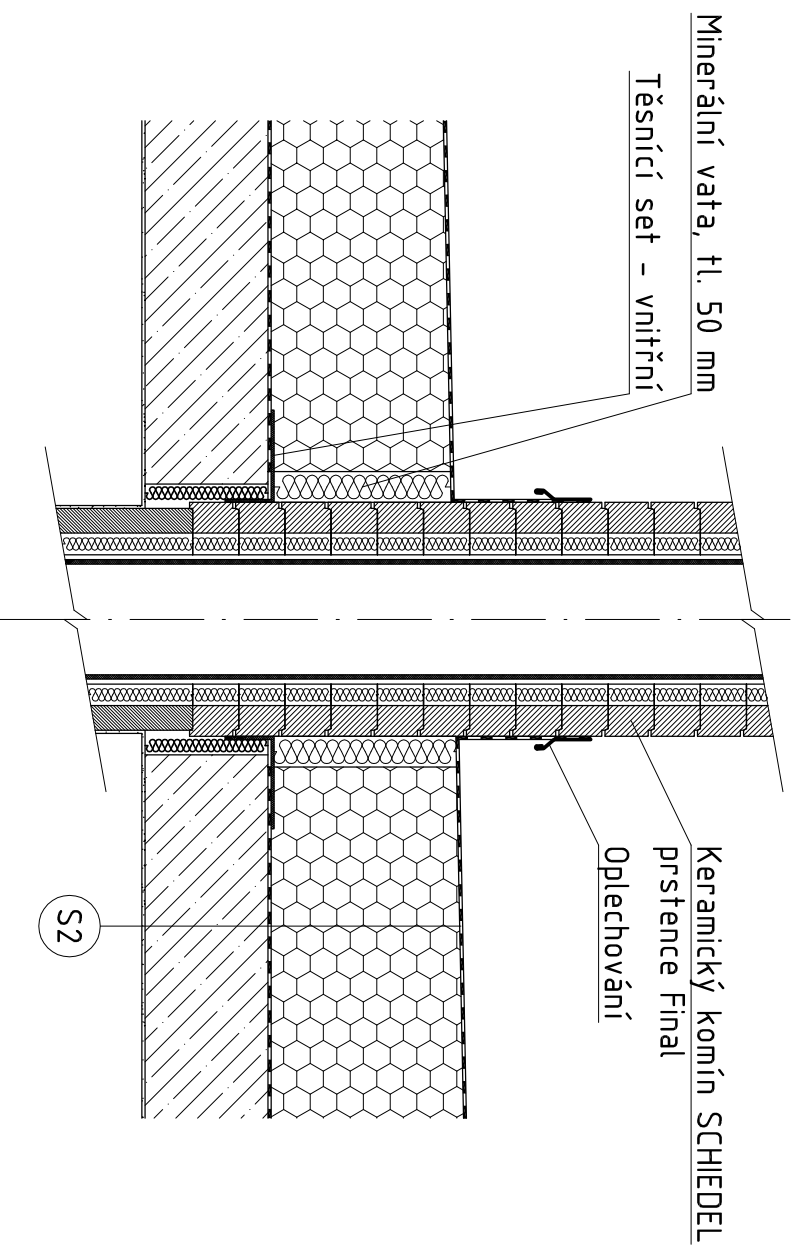 Minerální vata, tl. 50 mm
Těsnící set - vnitřní
Keramický komín SCHIEDEL
prstence Final
Oplechování
S2